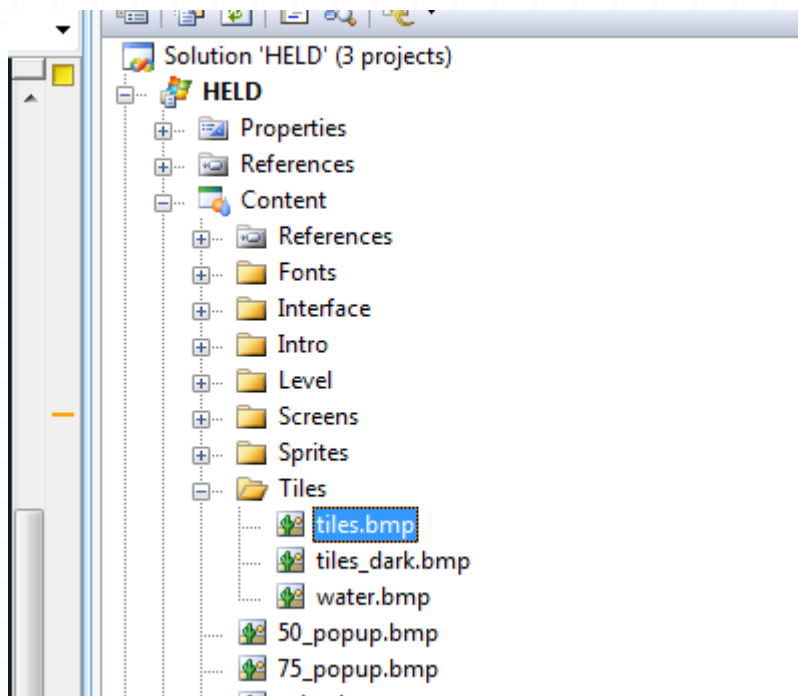 Solution 'HELD' (3 projects)
HELD
Properties
References
Content
References
Fonts
Interface
Intro
Level
Screens
Sprites
Tiles
tiles.bmp
tiles_dark.bmp
water.bmp
50_popup.bmp
75_popup.bmp